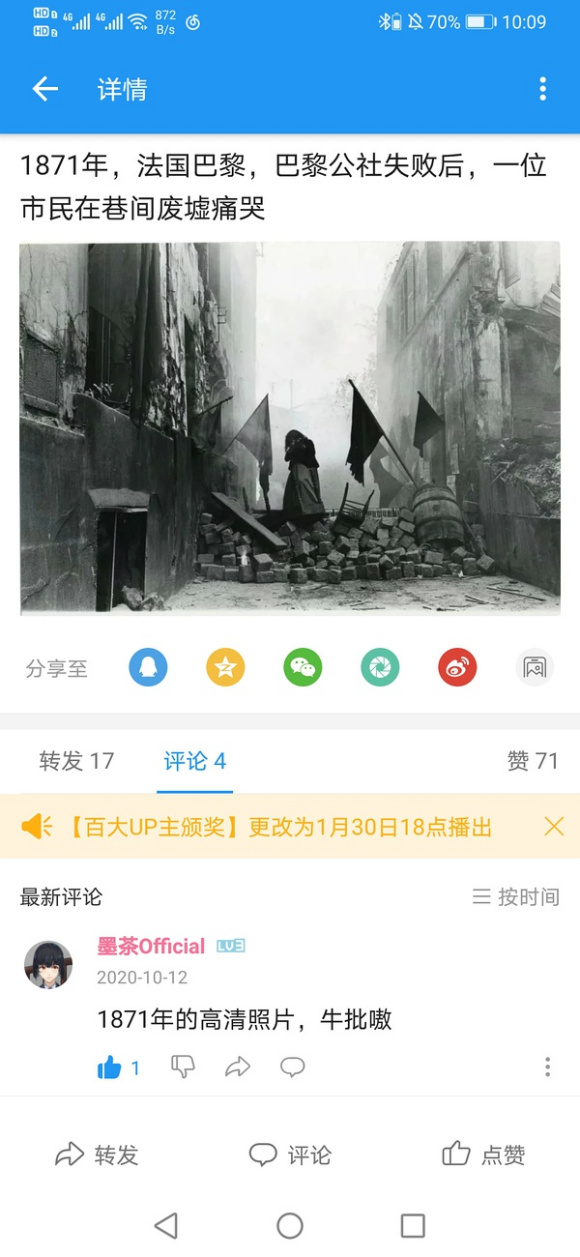 HD 1 4G 4G 872 70% 10:09
HD 2 B/s
详情
1871年，法国巴黎，巴黎公社失败后，一位
市民在巷间废墟痛哭
分享至
转发 17 评论 4 赞 71
【百大UP主颁奖】更改为1月30日18点播出
最新评论 按时间
墨茶Official LV3
2020-10-12
1871年的高清照片，牛批嗷
1
转发 评论 点赞